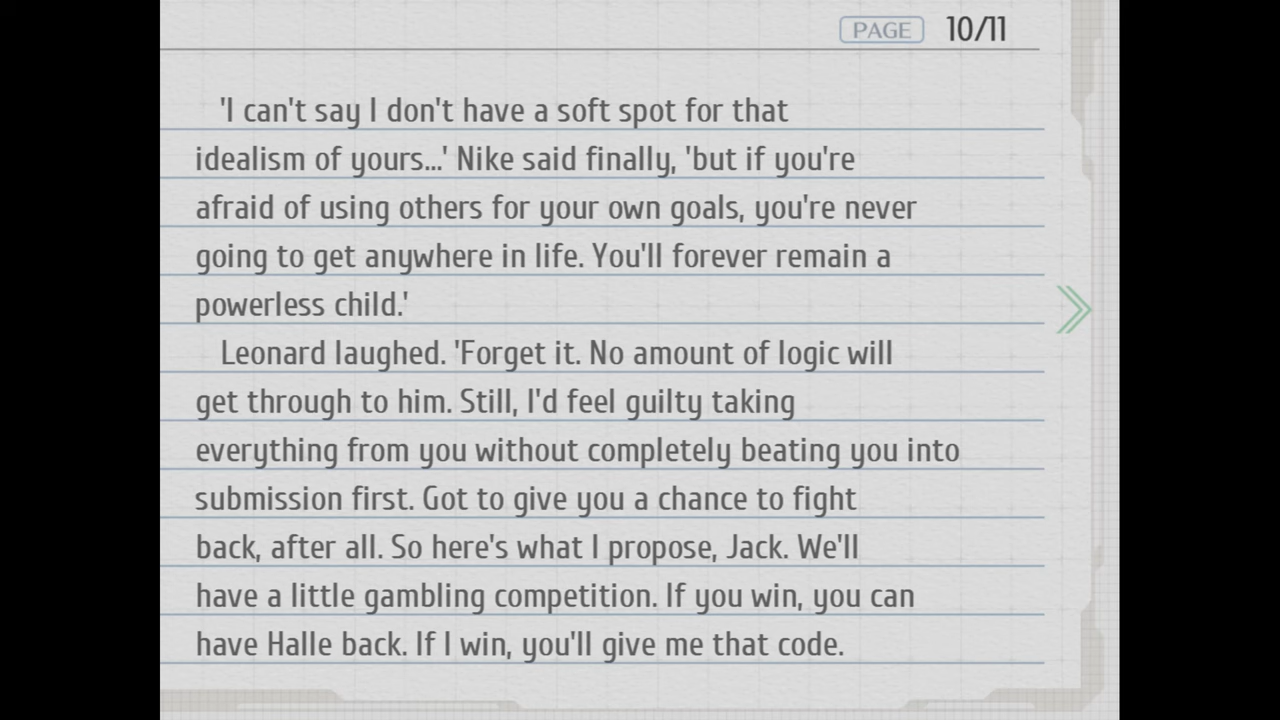 PAGE 10/11
'I can't say I don't have a soft spot for that
idealism of yours...' Nike said finally, 'but if you're
afraid of using others for your own goals, you're never
going to get anywhere in life. You'll forever remain a
powerless child.'
Leonard laughed. 'Forget it. No amount of logic will
get through to him. Still, I'd feel guilty taking
everything from you without completely beating you into
submission first. Got to give you a chance to fight
back, after all. So here's what I propose, Jack. We'll
have a little gambling competition. If you win, you can
have Halle back. If I win, you'll give me that code.